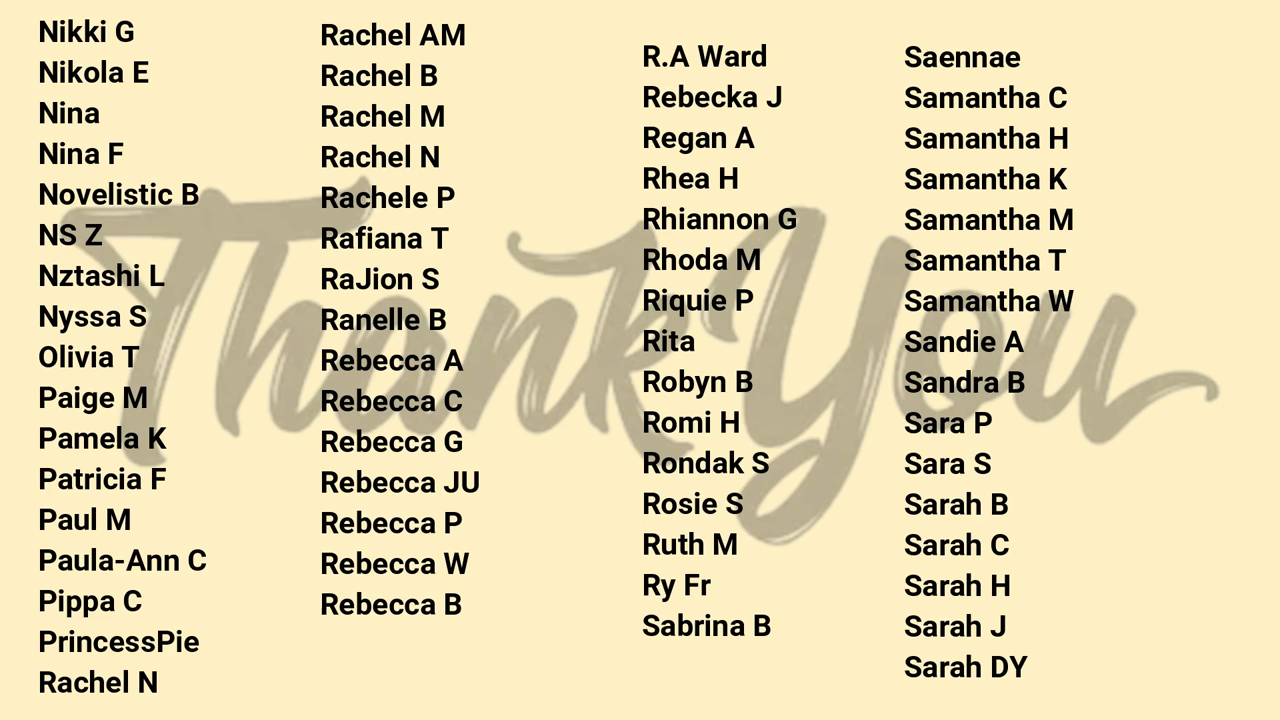 Nikki G
Nikola E
Nina
Nina F
Novelistic B
NS Z
Nztashi L
Nyssa S
Olivia T
Paige M
Pamela K
Patricia F
Paul M
Paula-Ann C
Pippa C
PrincessPie
Rachel N
Rachel AM
Rachel B
Rachel M
Rachel N
Rachele P
Rafiana T
RaJion S
Ranelle B
Rebecca A
Rebecca C
Rebecca G
Rebecca JU
Rebecca P
Rebecca W
Rebecca B
R.A Ward
Rebecka J
Regan A
Rhea H
Rhiannon G
Rhoda M
Riquie P
Rita
Robyn B
Romi H
Rondak S
Rosie S
Ruth M
Ry Fr
Sabrina B
Saennae
Samantha C
Samantha H
Samantha K
Samantha M
Samantha T
Samantha W
Sandie A
Sandra B
Sara P
Sara S
Sarah B
Sarah C
Sarah H
Sarah J
Sarah DY
Thank You